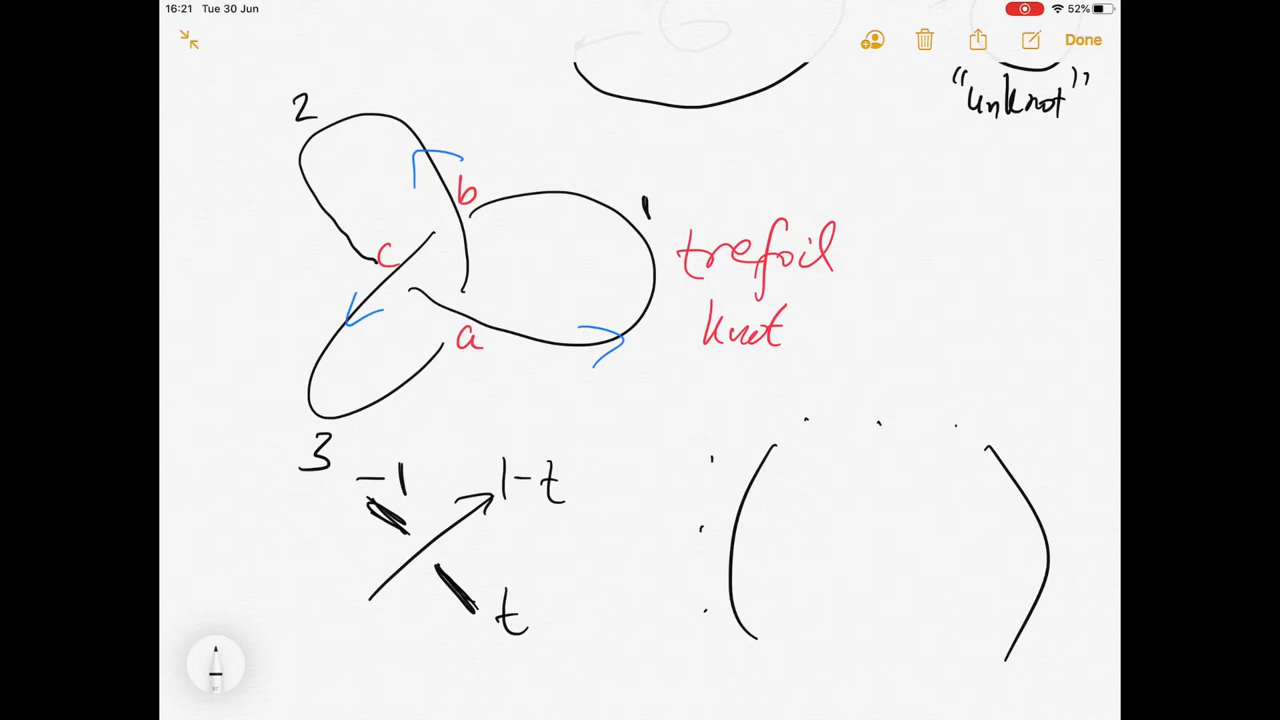 16:21 Tue 30 Jun
52%
Done
"unknot"
2
b
1
c
trefoil
knot
a
3
-1
1-t
t